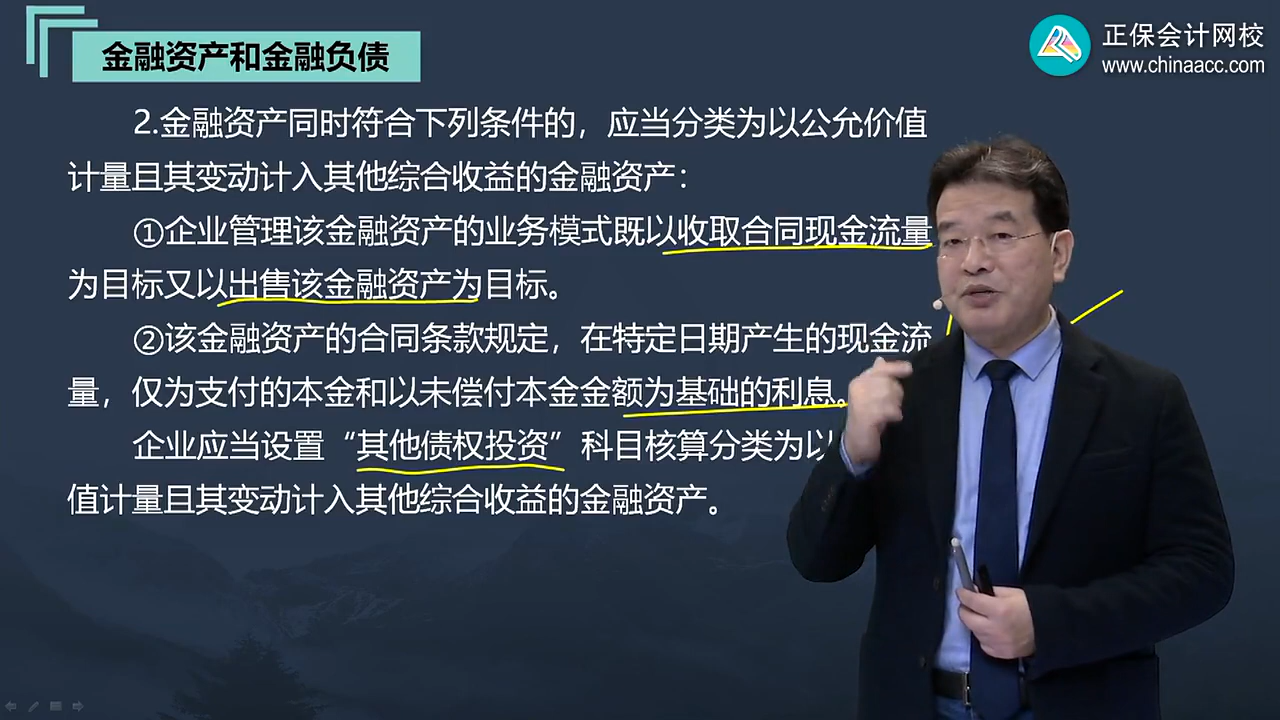 金融资产和金融负债
正保会计网校
www.chinaacc.com
2.金融资产同时符合下列条件的，应当分类为以公允价值
计量且其变动计入其他综合收益的金融资产：
①企业管理该金融资产的业务模式既以收取合同现金流量
为目标又以出售该金融资产为目标。
②该金融资产的合同条款规定，在特定日期产生的现金流
量，仅为支付的本金和以未偿付本金金额为基础的利息。
企业应当设置“其他债权投资”科目核算分类为以
值计量且其变动计入其他综合收益的金融资产。